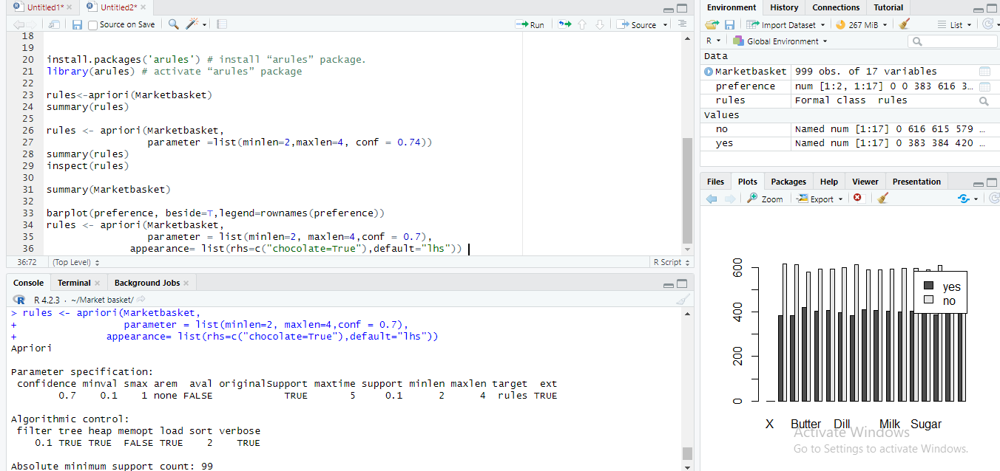 Untitled1*
Untitled2*
Source on Save
Run
Source
18
19
20 install.packages('arules') # install “arules” package.
21 library(arules) # activate “arules” package
22
23 rules<-apriori(Marketbasket)
24 summary(rules)
25
26 rules <- apriori(Marketbasket,
27 parameter =list(minlen=2,maxlen=4, conf = 0.74))
28 summary(rules)
29 inspect(rules)
30
31 summary(Marketbasket)
32
33 barplot(preference, beside=T,legend=rownames(preference))
34 rules <- apriori(Marketbasket,
35 parameter = list(minlen=2, maxlen=4,conf = 0.7),
36 appearance= list(rhs=c("chocolate=True"),default="lhs"))
36:72 (Top Level) R Script
Console Terminal Background Jobs
R 4.2.3 · ~/Market basket/
> rules <- apriori(Marketbasket,
+ parameter = list(minlen=2, maxlen=4,conf = 0.7),
+ appearance= list(rhs=c("chocolate=True"),default="lhs"))
Apriori
Parameter specification:
confidence minval smax arem aval originalSupport maxtime support minlen maxlen target ext
0.7 0.1 1 none FALSE TRUE 5 0.1 2 4 rules TRUE
Algorithmic control:
filter tree heap memopt load sort verbose
0.1 TRUE TRUE FALSE TRUE 2 TRUE
Absolute minimum support count: 99
Environment History Connections Tutorial
Import Dataset 267 MiB List
R Global Environment
Data
Marketbasket 999 obs. of 17 variables
preference num [1:2, 1:17] 0 0 383 616 3…
rules Formal class rules
Values
no Named num [1:17] 0 616 615 579 …
yes Named num [1:17] 0 383 384 420 …
Files Plots Packages Help Viewer Presentation
Zoom Export
600
400
200
0
yes
no
X Butter Dill Milk Sugar
Activate Windows
Go to Settings to activate Windows.